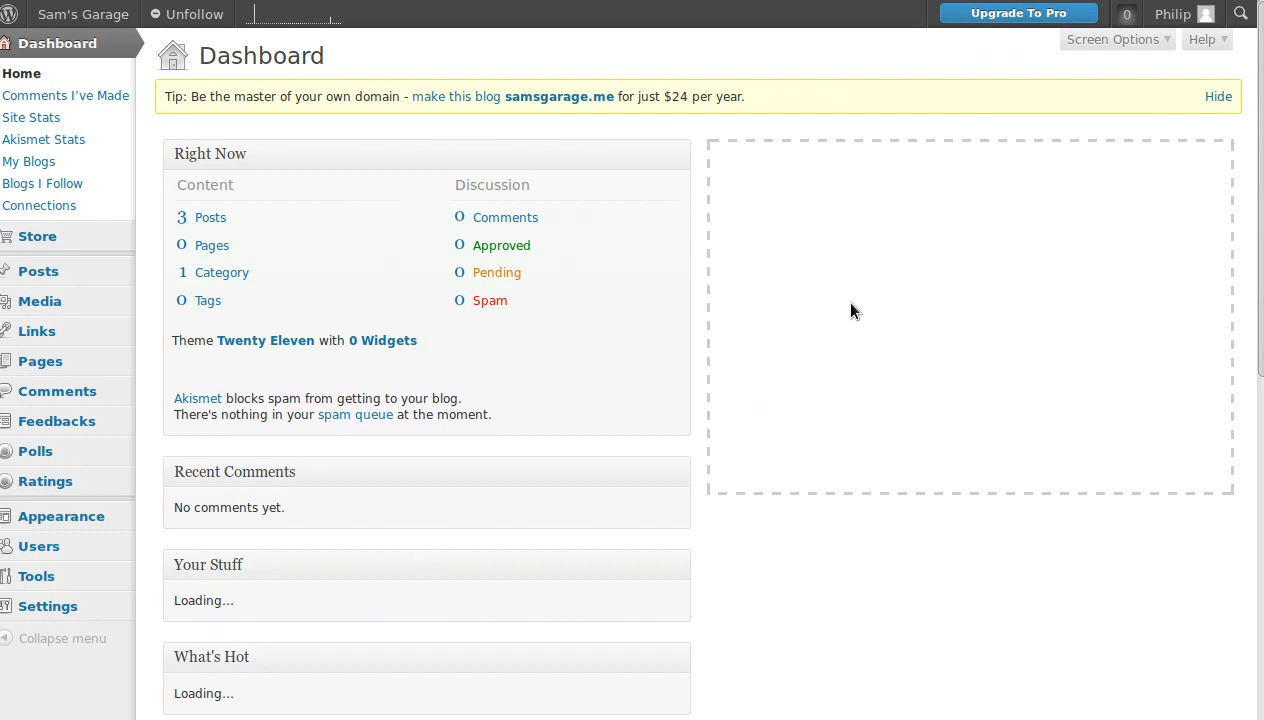 Sam's Garage Unfollow Upgrade To Pro 0 Philip
Dashboard
Home
Comments I've Made
Site Stats
Akismet Stats
My Blogs
Blogs I Follow
Connections
Store
Posts
Media
Links
Pages
Comments
Feedbacks
Polls
Ratings
Appearance
Users
Tools
Settings
Collapse menu
Screen Options Help
Dashboard
Tip: Be the master of your own domain - make this blog samsgarage.me for just $24 per year. Hide
Right Now
Content Discussion
3 Posts 0 Comments
0 Pages 0 Approved
1 Category 0 Pending
0 Tags 0 Spam
Theme Twenty Eleven with 0 Widgets
Akismet blocks spam from getting to your blog.
There's nothing in your spam queue at the moment.
Recent Comments
No comments yet.
Your Stuff
Loading...
What's Hot
Loading...